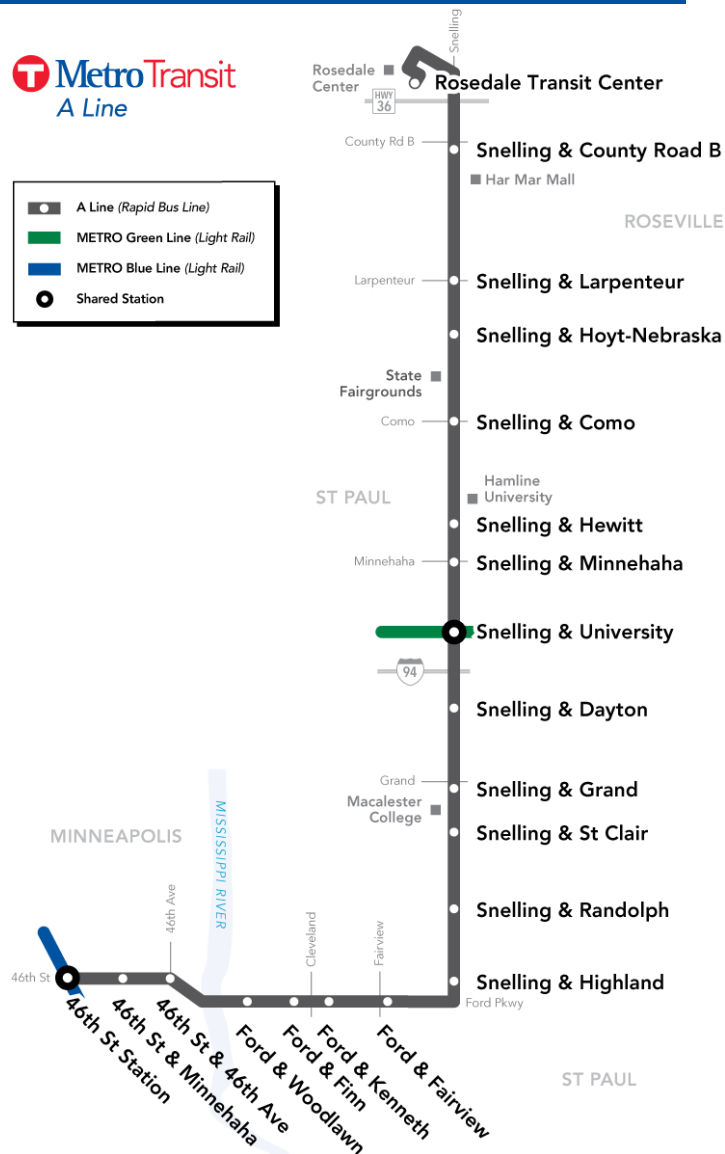 Snelling
T MetroTransit
A Line
Rosedale
Center
Rosedale Transit Center
HWY
36
County Rd B
Snelling & County Road B
Har Mar Mall
A Line (Rapid Bus Line)
METRO Green Line (Light Rail)
METRO Blue Line (Light Rail)
Shared Station
ROSEVILLE
Larpenteur
Snelling & Larpenteur
Snelling & Hoyt-Nebraska
State
Fairgrounds
Como
Snelling & Como
Hamline
University
ST PAUL
Snelling & Hewitt
Minnehaha
Snelling & Minnehaha
Snelling & University
94
Snelling & Dayton
Grand
Snelling & Grand
Macalester
College
Snelling & St Clair
MINNEAPOLIS
MISSISSIPPI RIVER
46th Ave
Snelling & Randolph
Cleveland
Fairview
46th St
Snelling & Highland
Ford Pkwy
46th St Station
46th St & Minnehaha
46th St & 46th Ave
Ford & Woodlawn
Ford & Finn
Ford & Kenneth
Ford & Fairview
ST PAUL